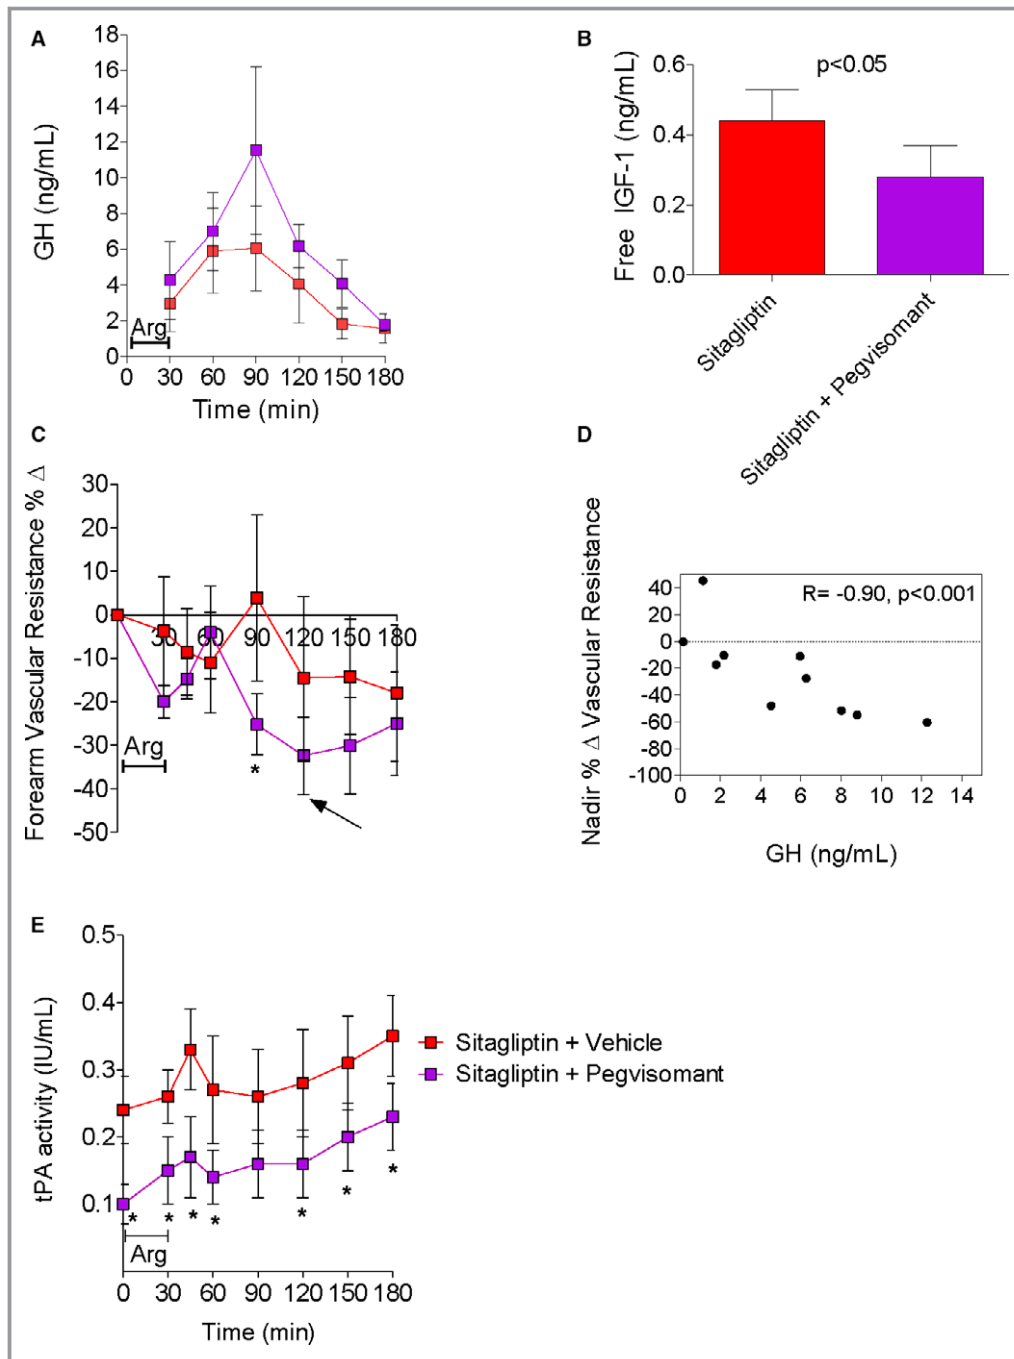 A
GH (ng/mL)
18
16
14
12
10
8
6
4
2
0
Arg
0 30 60 90 120 150 180
Time (min)
B
Free IGF-1 (ng/mL)
0.6
0.4
0.2
0.0
p<0.05
Sitagliptin
Sitagliptin + Pegvisomant
C
Forearm Vascular Resistance % Δ
30
20
10
0
-10
-20
-30
-40
-50
30 60 90 120 150 180
Arg
*
D
Nadir % Δ Vascular Resistance
40
20
0
-20
-40
-60
-80
-100
R= -0.90, p<0.001
0 2 4 6 8 10 12 14
GH (ng/mL)
E
tPA activity (IU/mL)
0.5
0.4
0.3
0.2
0.1
Sitagliptin + Vehicle
Sitagliptin + Pegvisomant
* * * * * * *
Arg
0 30 60 90 120 150 180
Time (min)